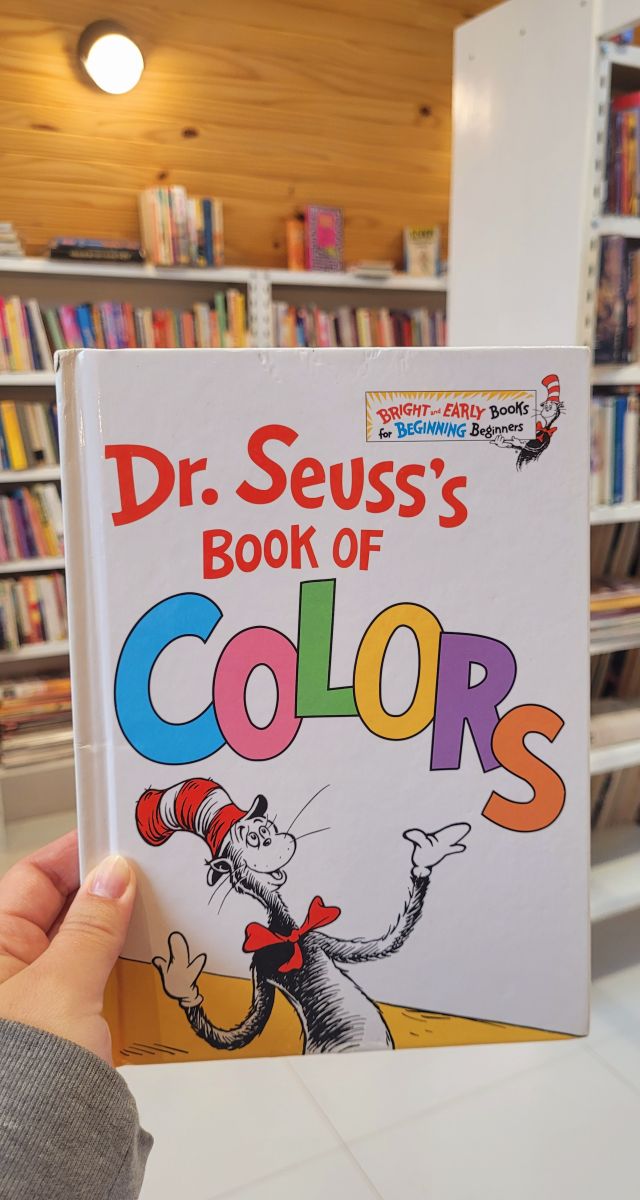 BRIGHT and EARLY BOOKS
for BEGINNING Beginners
Dr. Seuss's
BOOK OF
COLORS